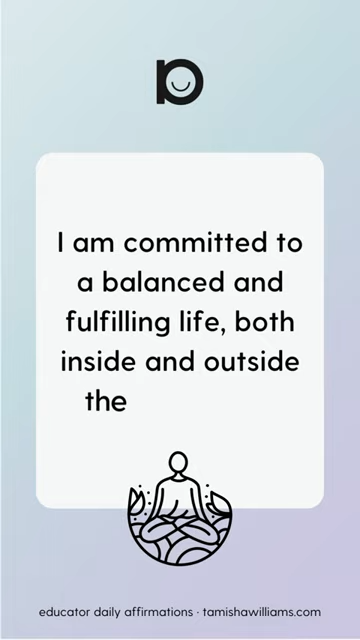 I am committed to
a balanced and
fulfilling life, both
inside and outside
the
educator daily affirmations · tamishawilliams.com